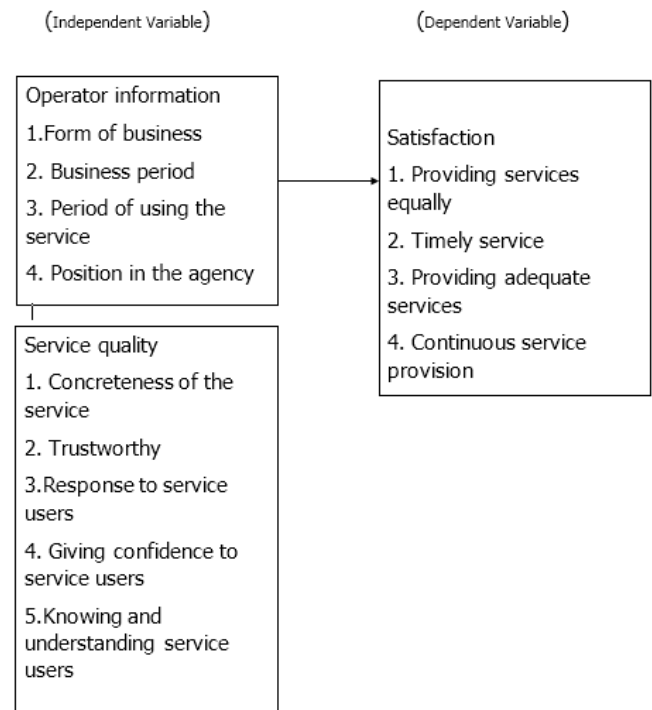 (Independent Variable)
(Dependent Variable)
Operator information
1.Form of business
2. Business period
3. Period of using the
service
4. Position in the agency
Service quality
1. Concreteness of the
service
2. Trustworthy
3.Response to service
users
4. Giving confidence to
service users
5.Knowing and
understanding service
users
Satisfaction
1. Providing services
equally
2. Timely service
3. Providing adequate
services
4. Continuous service
provision